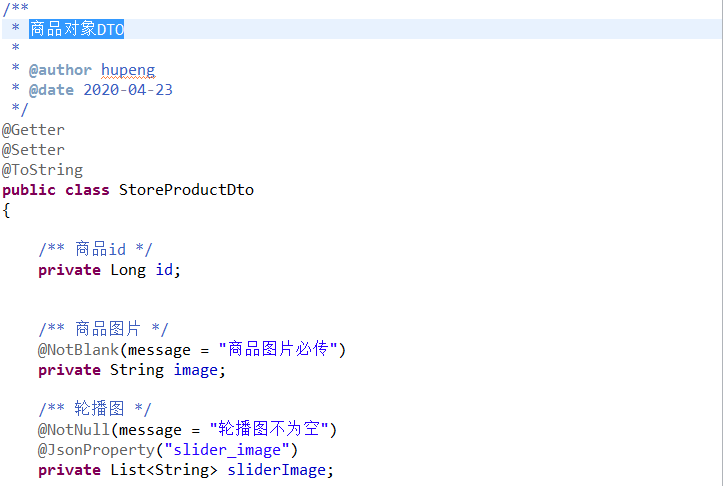 /**
 * 商品对象DTO
 *
 * @author hupeng
 * @date 2020-04-23
 */
@Getter
@Setter
@ToString
public class StoreProductDto
{
    /** 商品id */
    private Long id;
    /** 商品图片 */
    @NotBlank(message = "商品图片必传")
    private String image;
    /** 轮播图 */
    @NotNull(message = "轮播图不为空")
    @JsonProperty("slider_image")
    private List<String> sliderImage;